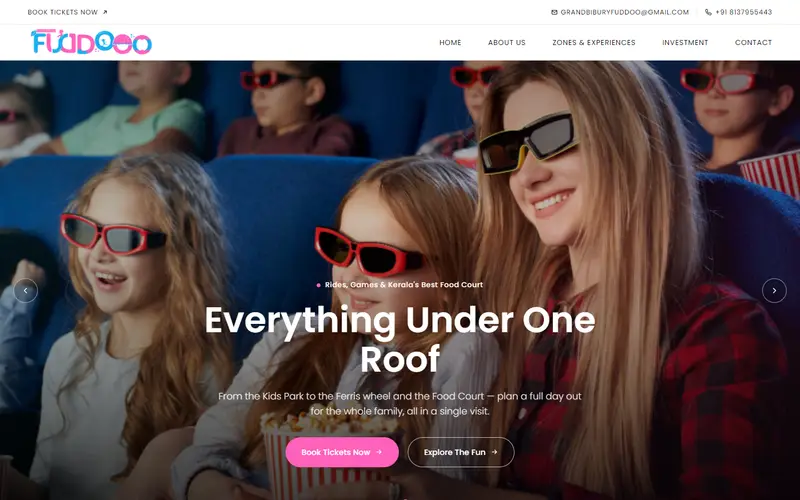 BOOK TICKETS NOW
GRANDBIBURYFUDDOO@GMAIL.COM
+91 8137955443
FUDDOOO
HOME
ABOUT US
ZONES & EXPERIENCES
INVESTMENT
CONTACT
Rides, Games & Kerala's Best Food Court
Everything Under One
Roof
From the Kids Park to the Ferris wheel and the Food Court — plan a full day out
for the whole family, all in a single visit.
Book Tickets Now
Explore The Fun